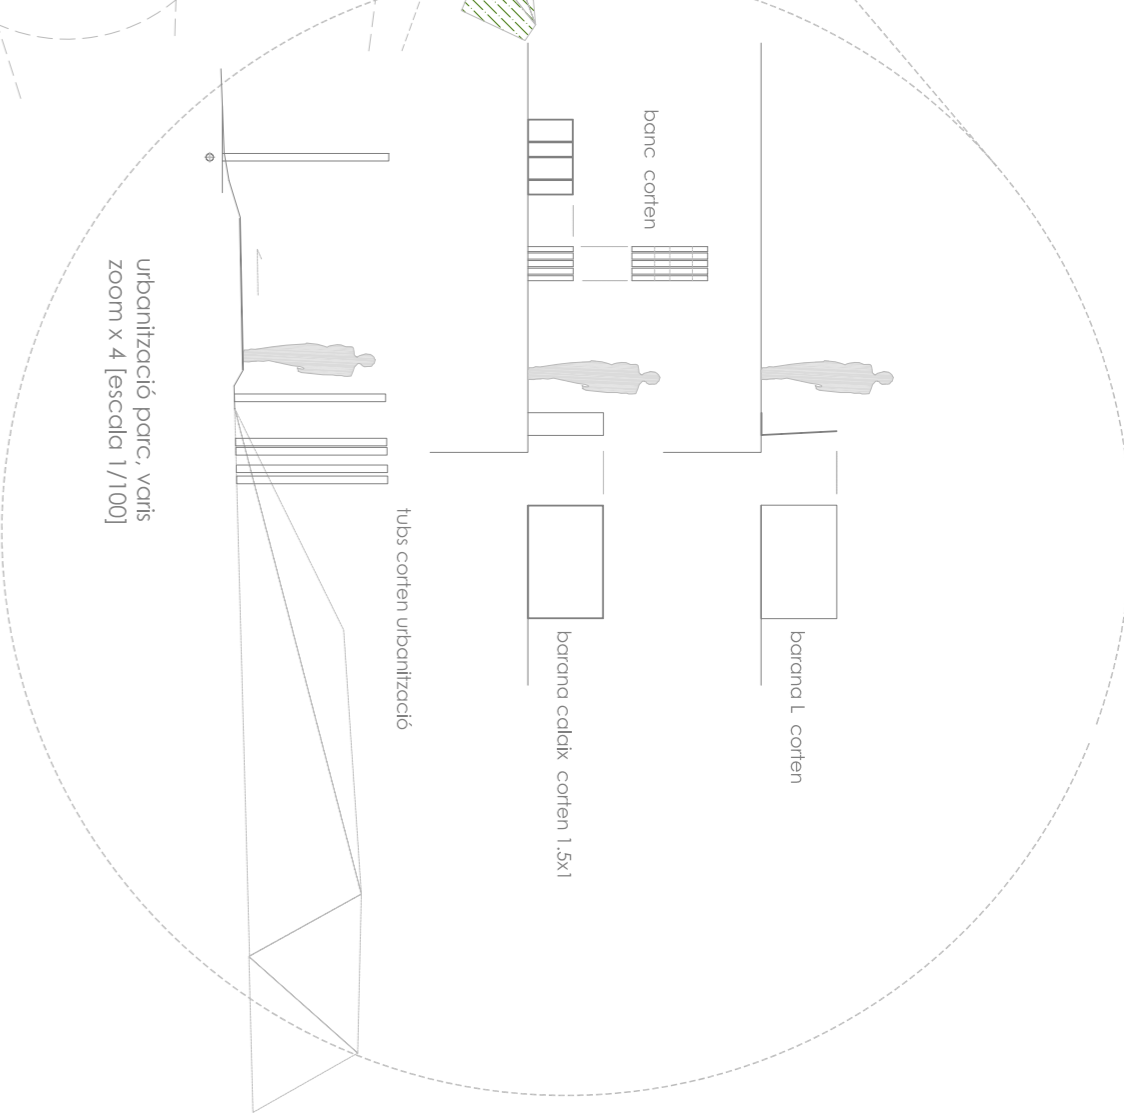 banc corten
barana L corten
barana calaix corten 1.5x1
tubs corten urbanització
urbanització parc, varis
zoom x 4 [escala 1/100]